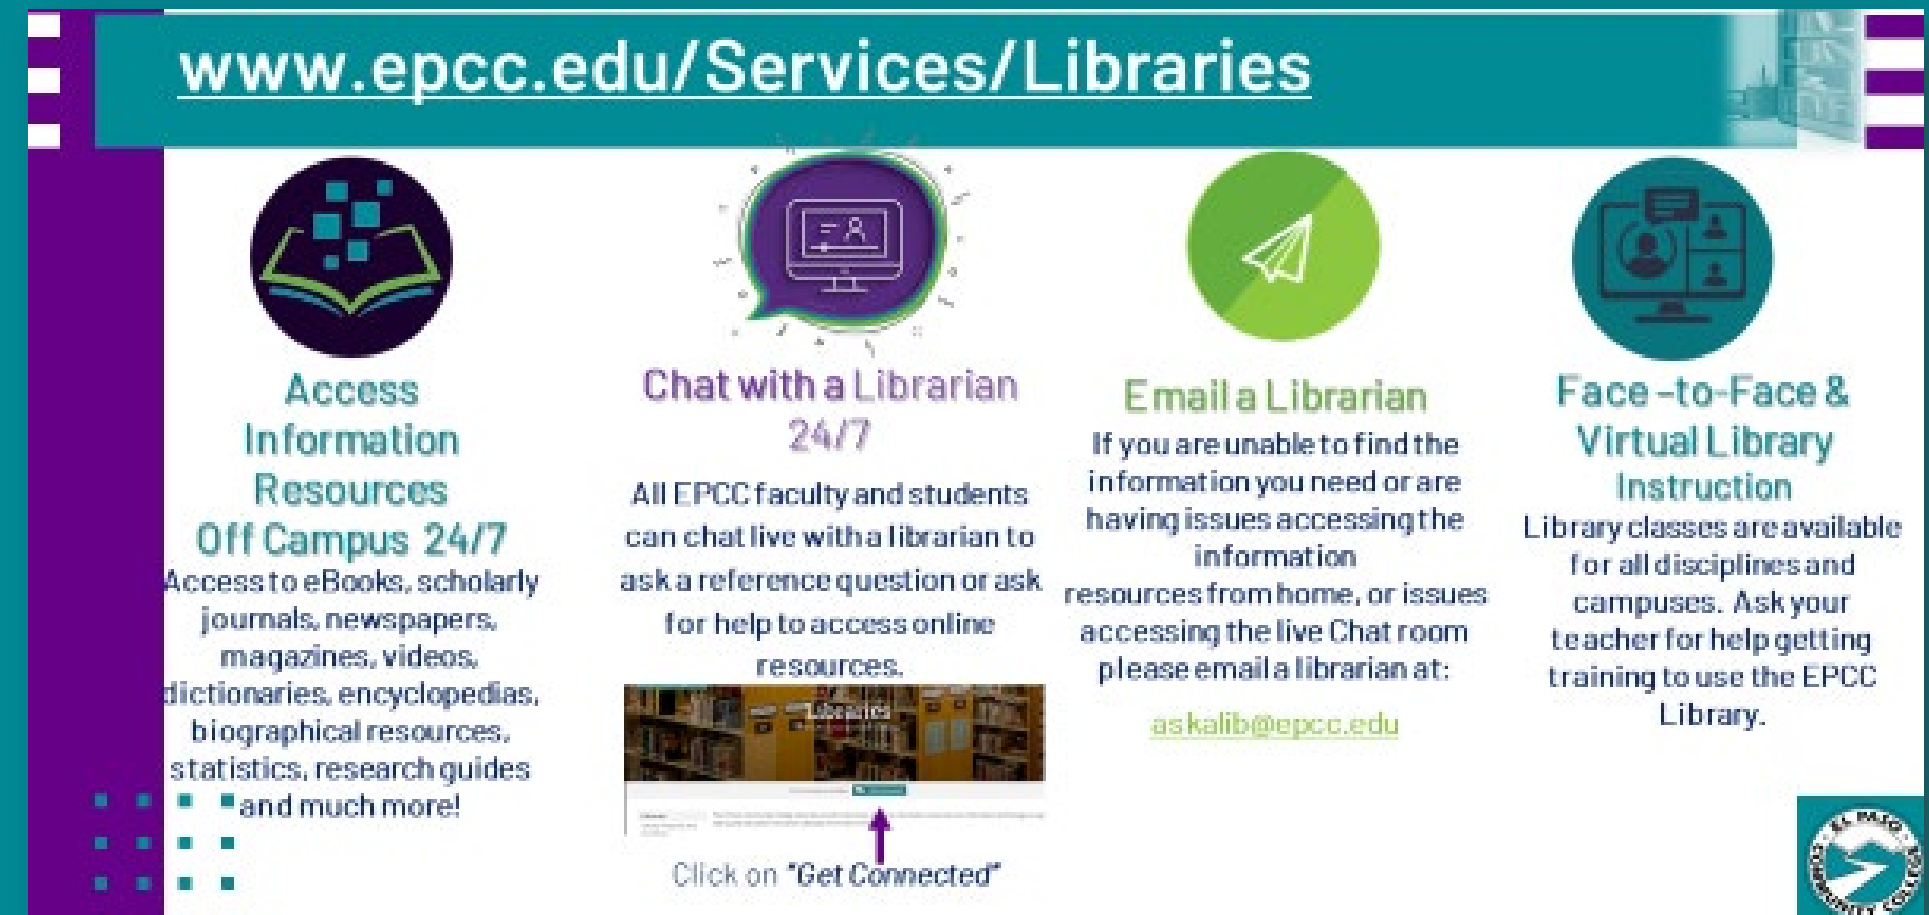 www.epcc.edu/Services/Libraries
Access
Information
Resources
Off Campus 24/7
Access to eBooks, scholarly
journals, newspapers,
magazines, videos,
dictionaries, encyclopedias,
biographical resources,
statistics, research guides
and much more!
Chat with a Librarian
24/7
All EPCC faculty and students
can chat live with a librarian to
ask a reference question or ask
for help to access online
resources.
Libraries
Click on "Get Connected"
Email a Librarian
If you are unable to find the
information you need or are
having issues accessing the
information
resources from home, or issues
accessing the live Chat room
please email a librarian at:
askalib@epcc.edu
Face -to-Face &
Virtual Library
Instruction
Library classes are available
for all disciplines and
campuses. Ask your
teacher for help getting
training to use the EPCC
Library.
EL PASO
COMMUNITY COLLEGE